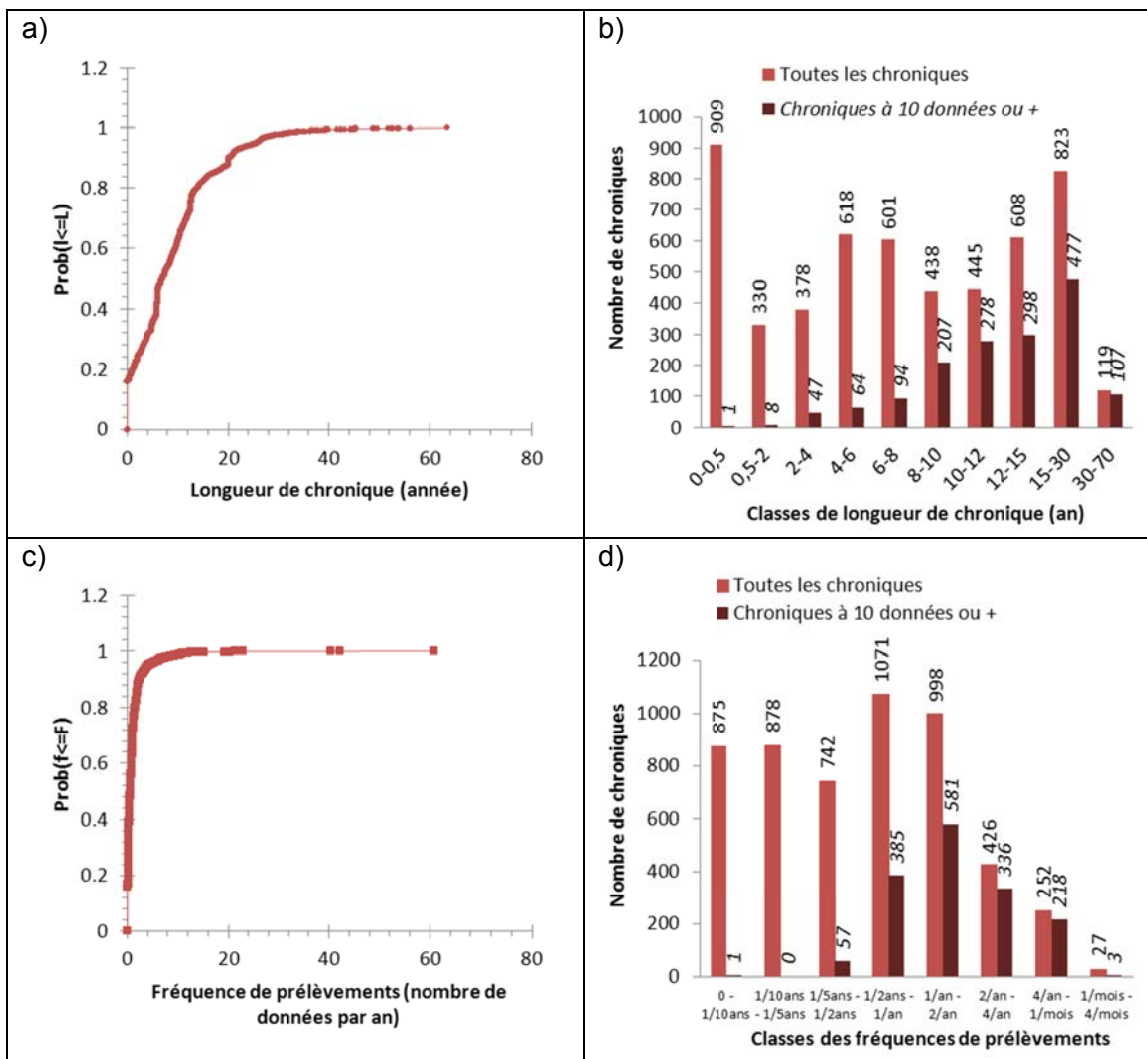 a)
1.2
1
0.8
0.6
0.4
0.2
0
Prob(l<=L)
0 20 40 60 80
Longueur de chronique (année)
b)
Toutes les chroniques
Chroniques à 10 données ou +
Nombre de chroniques
1000
900
800
700
600
500
400
300
200
100
0
909 330 378 618 601 438 445 608 823 119
1 8 47 64 94 207 278 298 477 107
0-0,5 0,5-2 2-4 4-6 6-8 8-10 10-12 12-15 15-30 30-70
Classes de longueur de chronique (an)
c)
1.2
1
0.8
0.6
0.4
0.2
0
Prob(f<=F)
0 20 40 60 80
Fréquence de prélèvements (nombre de
données par an)
d)
Toutes les chroniques
Chroniques à 10 données ou +
Nombre de chroniques
1200
1000
800
600
400
200
0
875 878 742 1071 998 426 252 27
1 0 57 385 581 336 218 3
0 - 1/10ans 1/5ans - 1/2ans - 1/an - 2/an - 4/an - 1/mois -
1/10ans - 1/5ans 1/2ans 1/an 2/an 4/an 1/mois 4/mois
Classes des fréquences de prélèvements